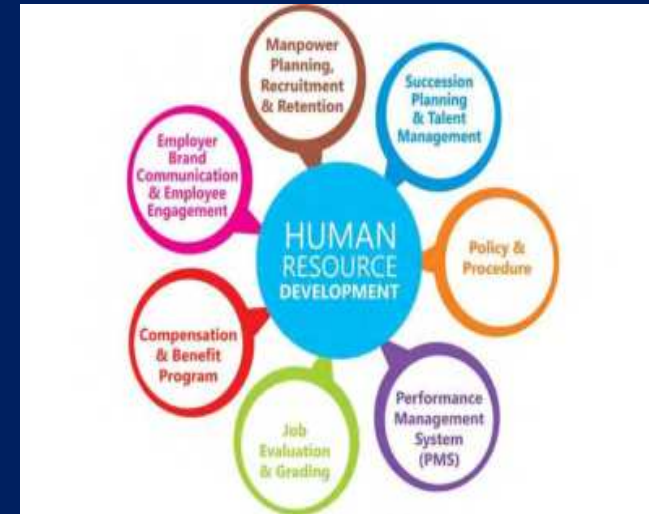 Manpower
Planning,
Recruitment
& Retention
Succession
Planning
& Talent
Management
Employer
Brand
Communication
& Employee
Engagement
HUMAN
RESOURCE
DEVELOPMENT
Policy &
Procedure
Compensation
& Benefit
Program
Performance
Management
System
(PMS)
Job
Evaluation
& Grading